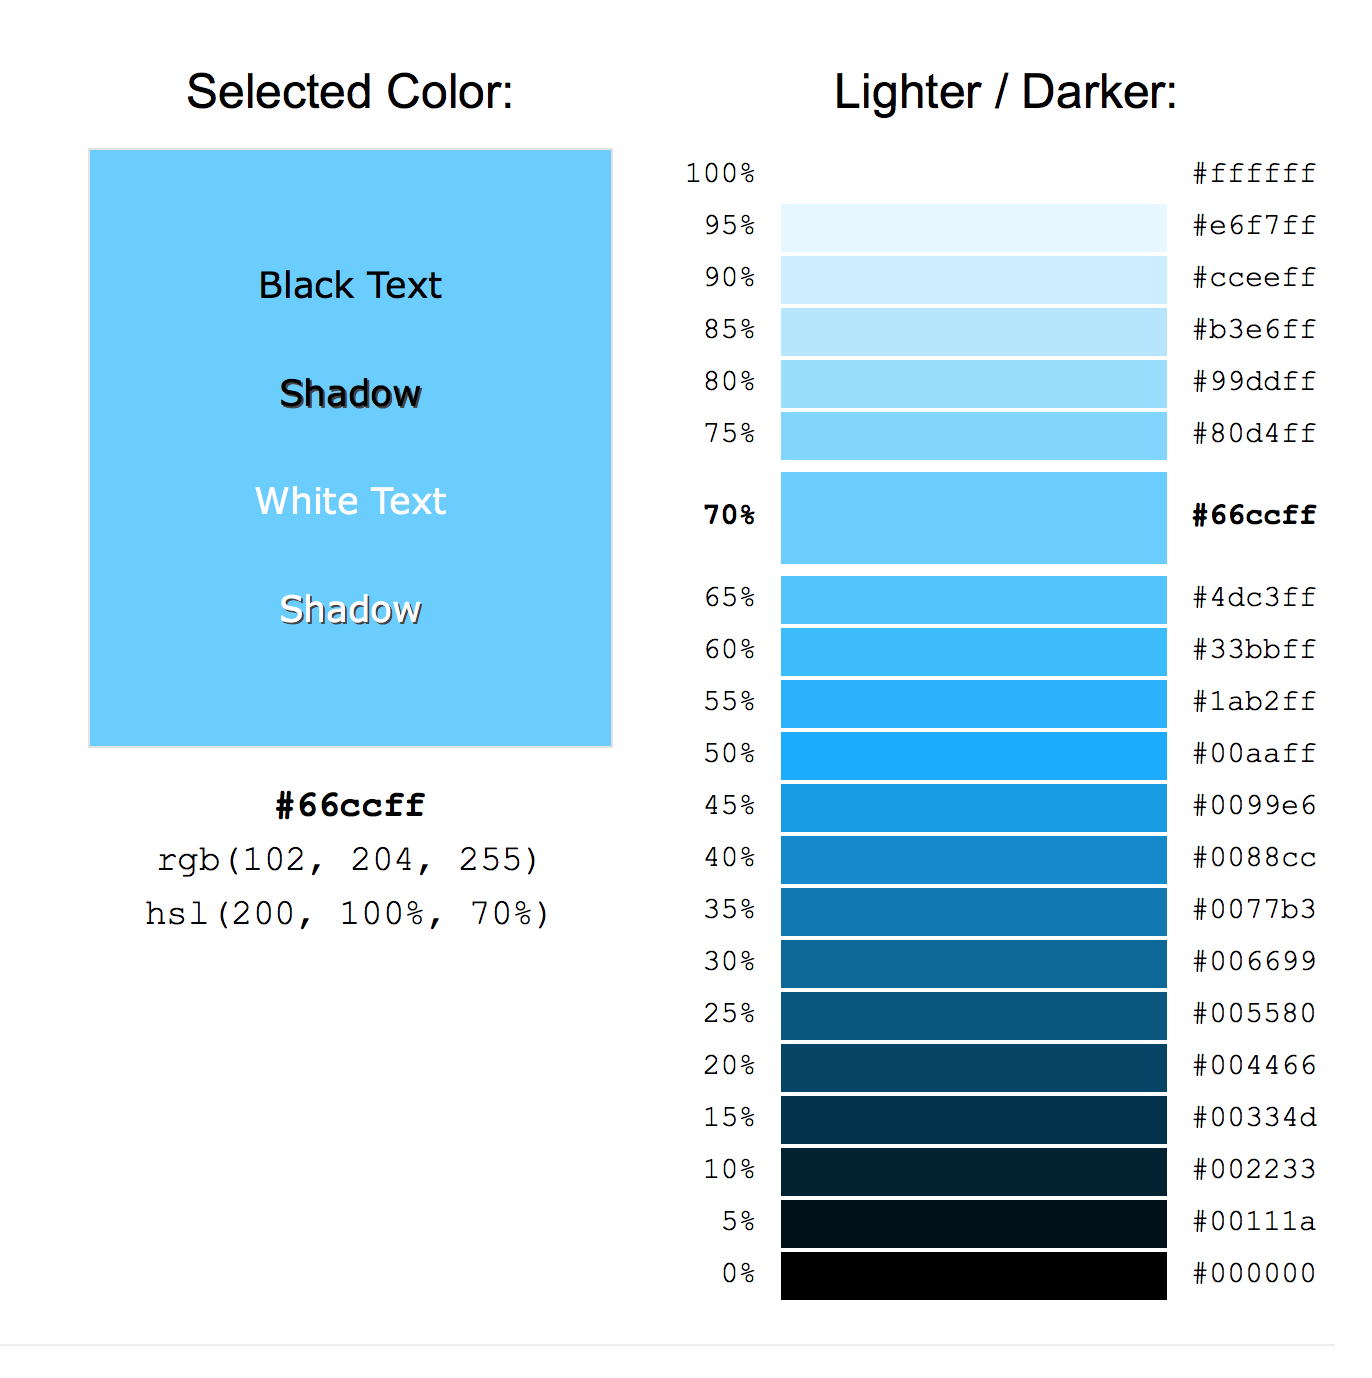 Selected Color:
Black Text
Shadow
White Text
Shadow
#66ccff
rgb(102, 204, 255)
hsl(200, 100%, 70%)
Lighter / Darker:
100% #ffffff
95% #e6f7ff
90% #cceeff
85% #b3e6ff
80% #99ddff
75% #80d4ff
70% #66ccff
65% #4dc3ff
60% #33bbff
55% #1ab2ff
50% #00aaff
45% #0099e6
40% #0088cc
35% #0077b3
30% #006699
25% #005580
20% #004466
15% #00334d
10% #002233
5% #00111a
0% #000000